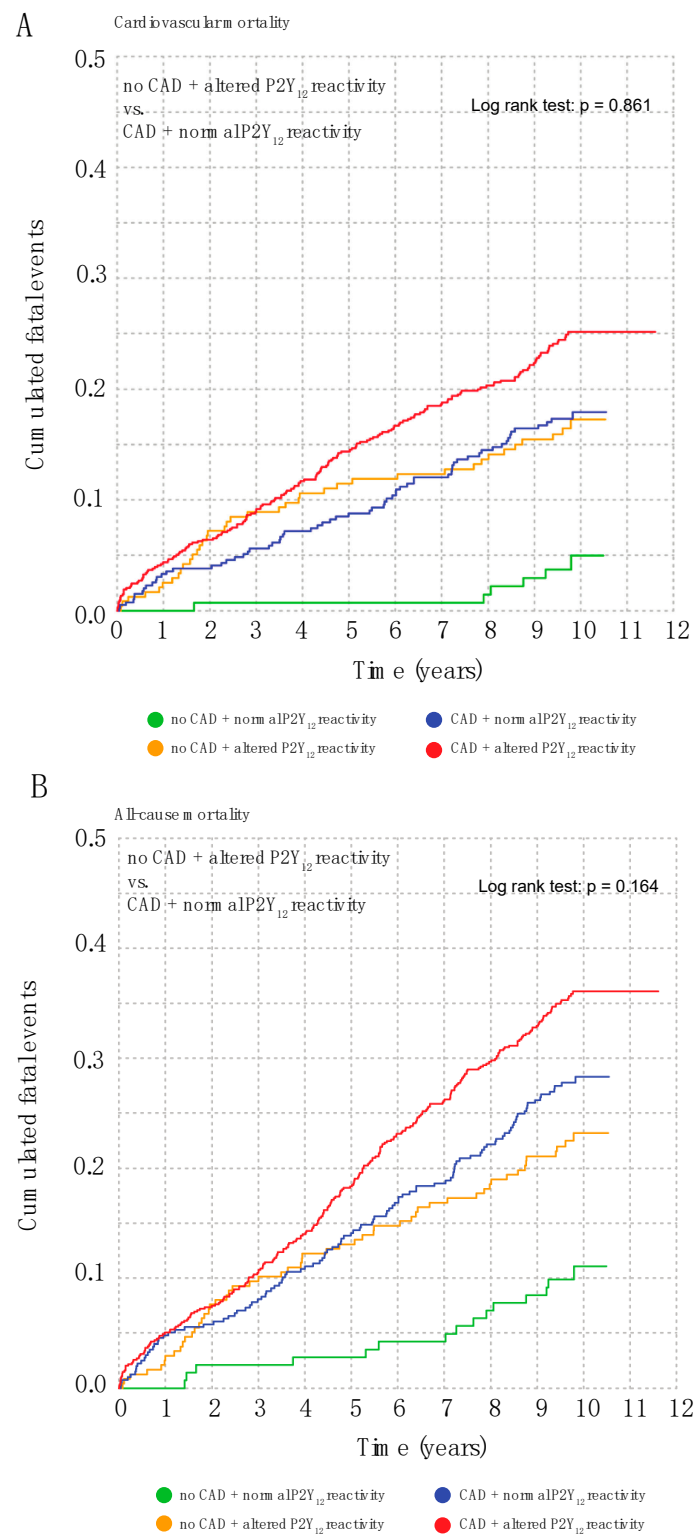 A
Cardiovascular mortality
0.5
no CAD + altered P2Y12 reactivity
vs.
CAD + normal P2Y12 reactivity
Log rank test: p = 0.861
0.4
0.3
0.2
0.1
0.0
Cumulated fatal events
0 1 2 3 4 5 6 7 8 9 10 11 12
Time (years)
no CAD + normal P2Y12 reactivity
CAD + normal P2Y12 reactivity
no CAD + altered P2Y12 reactivity
CAD + altered P2Y12 reactivity
B
All-cause mortality
0.5
no CAD + altered P2Y12 reactivity
vs.
CAD + normal P2Y12 reactivity
Log rank test: p = 0.164
0.4
0.3
0.2
0.1
0.0
Cumulated fatal events
0 1 2 3 4 5 6 7 8 9 10 11 12
Time (years)
no CAD + normal P2Y12 reactivity
CAD + normal P2Y12 reactivity
no CAD + altered P2Y12 reactivity
CAD + altered P2Y12 reactivity